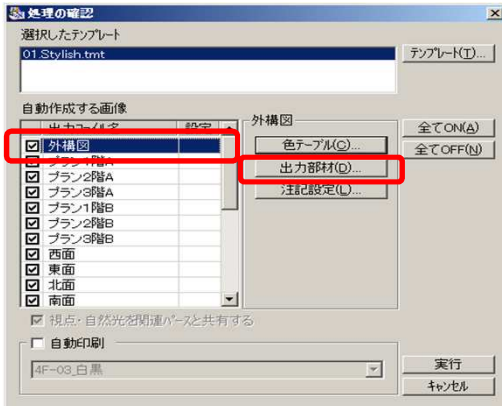 処理の確認
選択したテンプレート
01.Stylish.tmt
テンプレート(T)...
自動作成する画像
出力ファイル名 設定
外構図
プラン1階A
プラン2階A
プラン3階A
プラン1階B
プラン2階B
プラン3階B
西面
東面
北面
南面
外構図
色テーブル(C)...
出力部材(D)...
注記設定(L)...
全てON(A)
全てOFF(N)
視点・自然光を関連パースと共有する
自動印刷
4F-03_白黒
実行
キャンセル